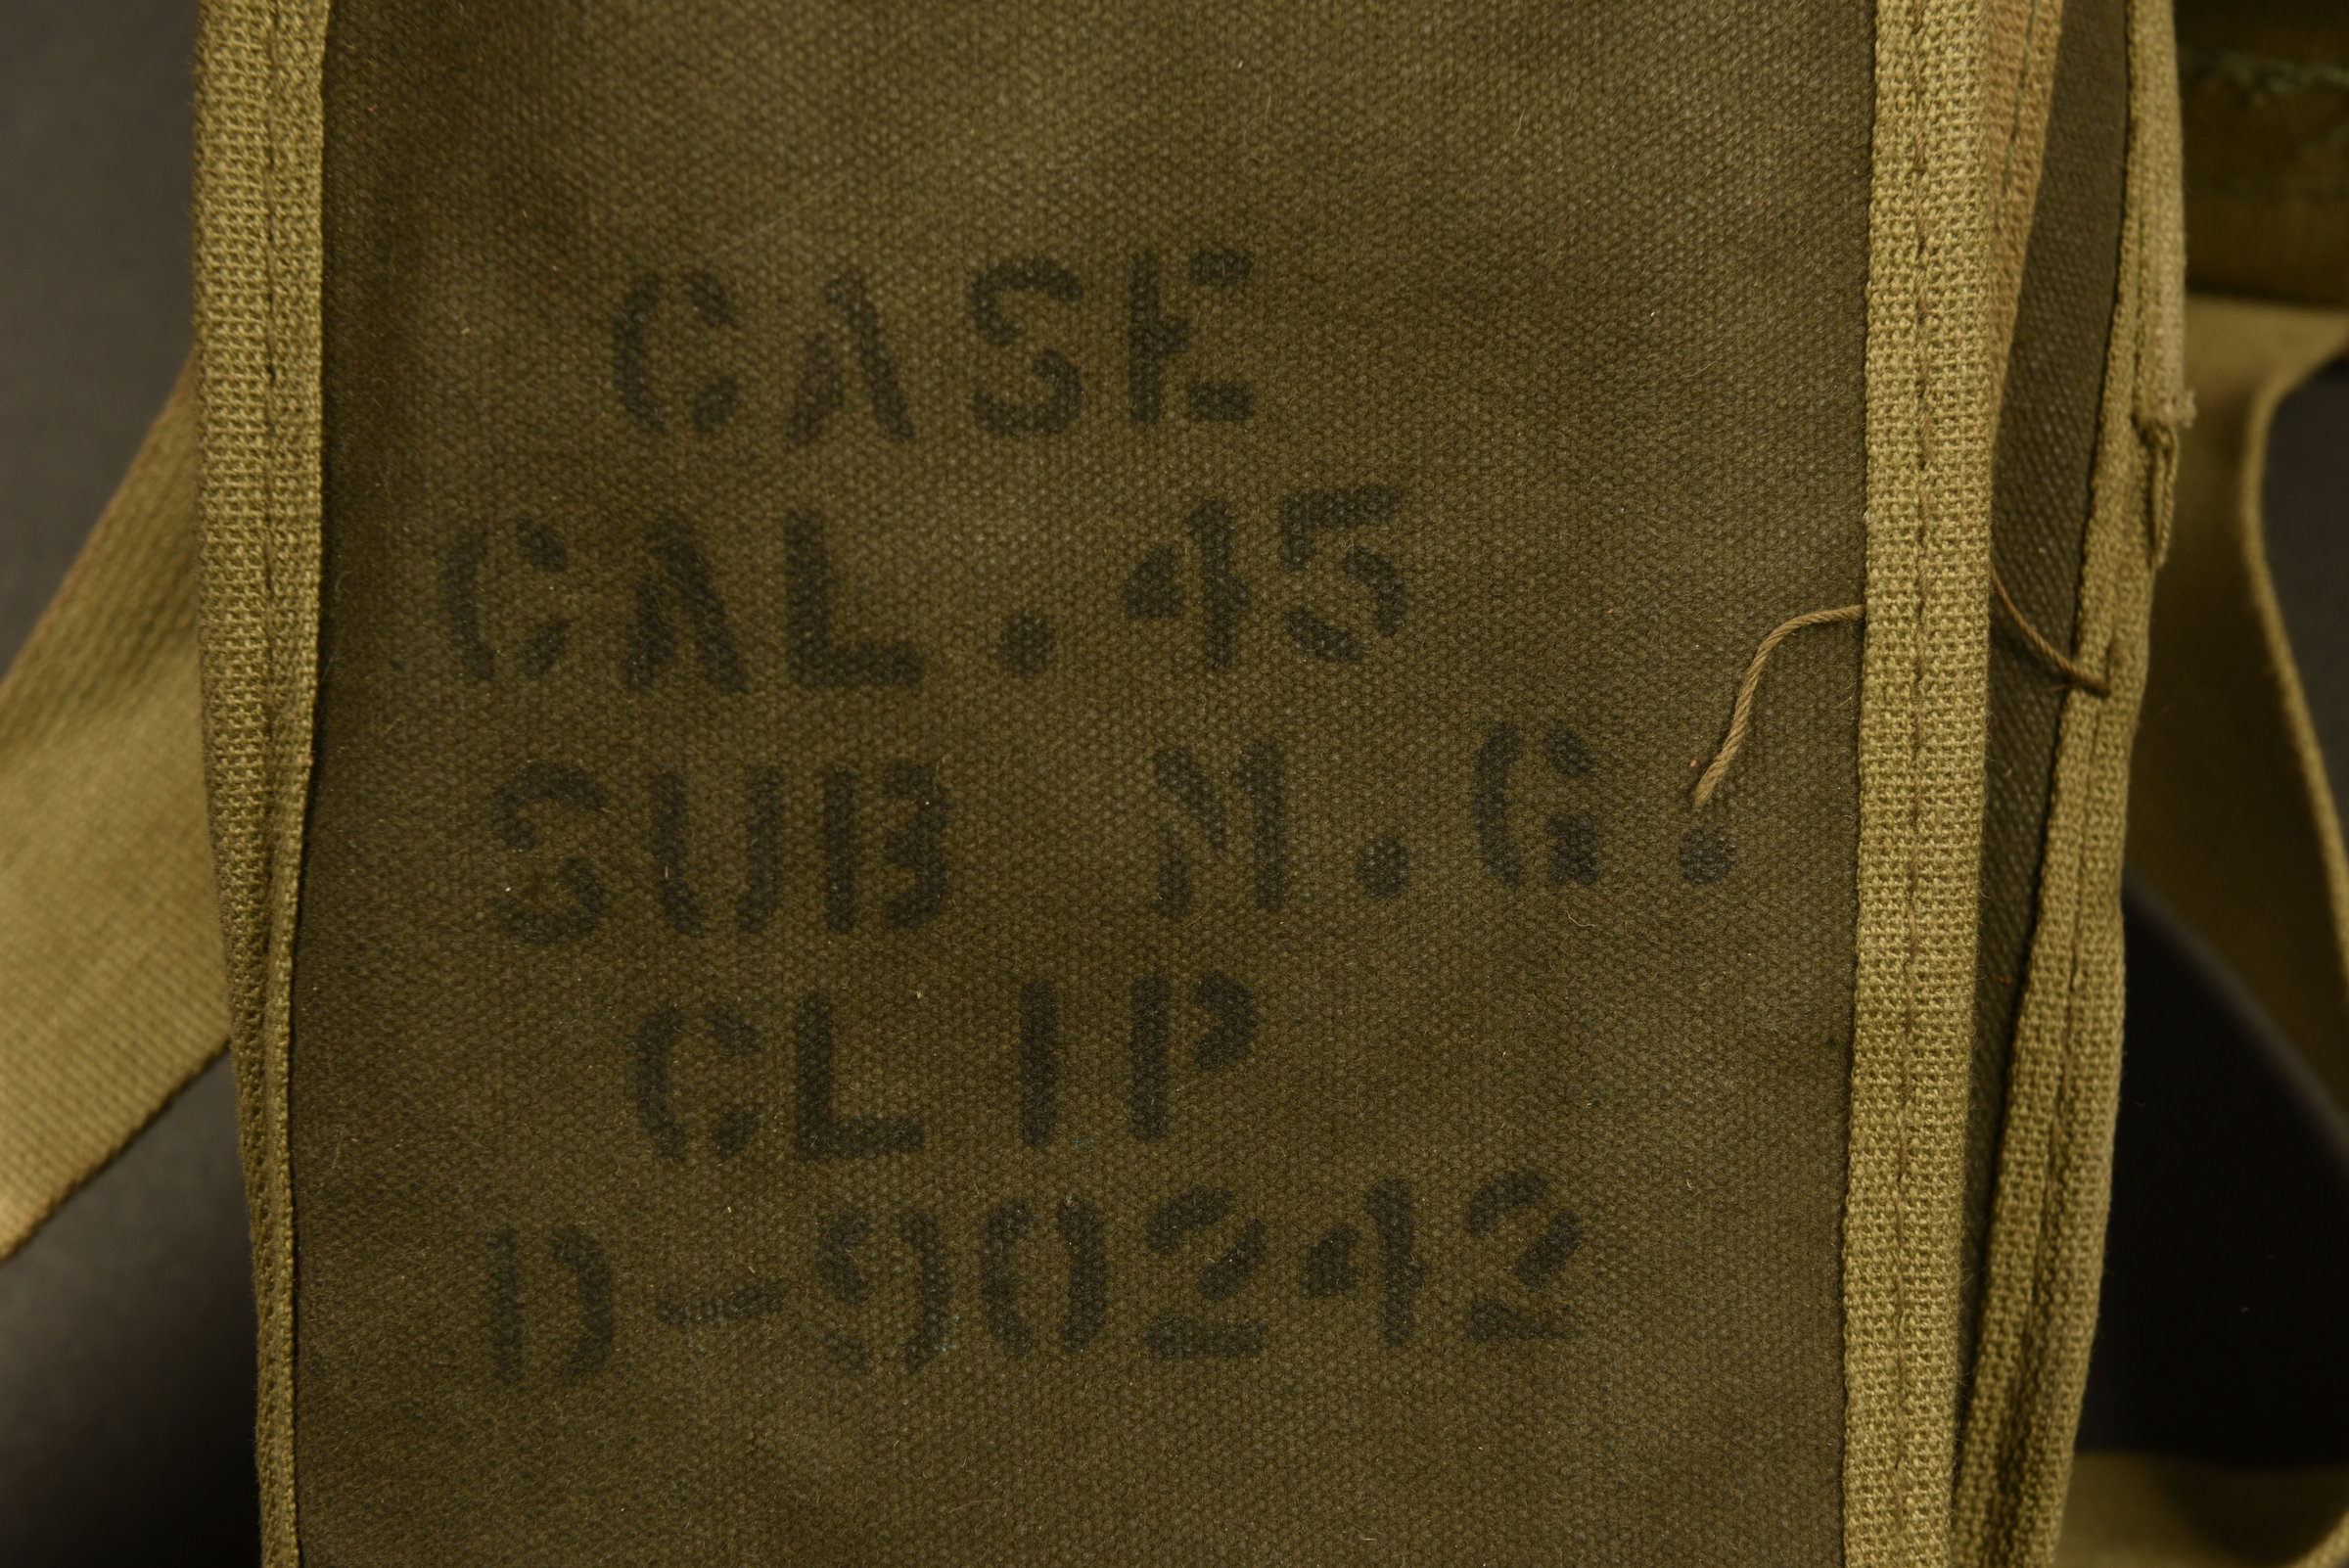 CASE
CAL. 45
SUB M.G.
CLIP
D-90242